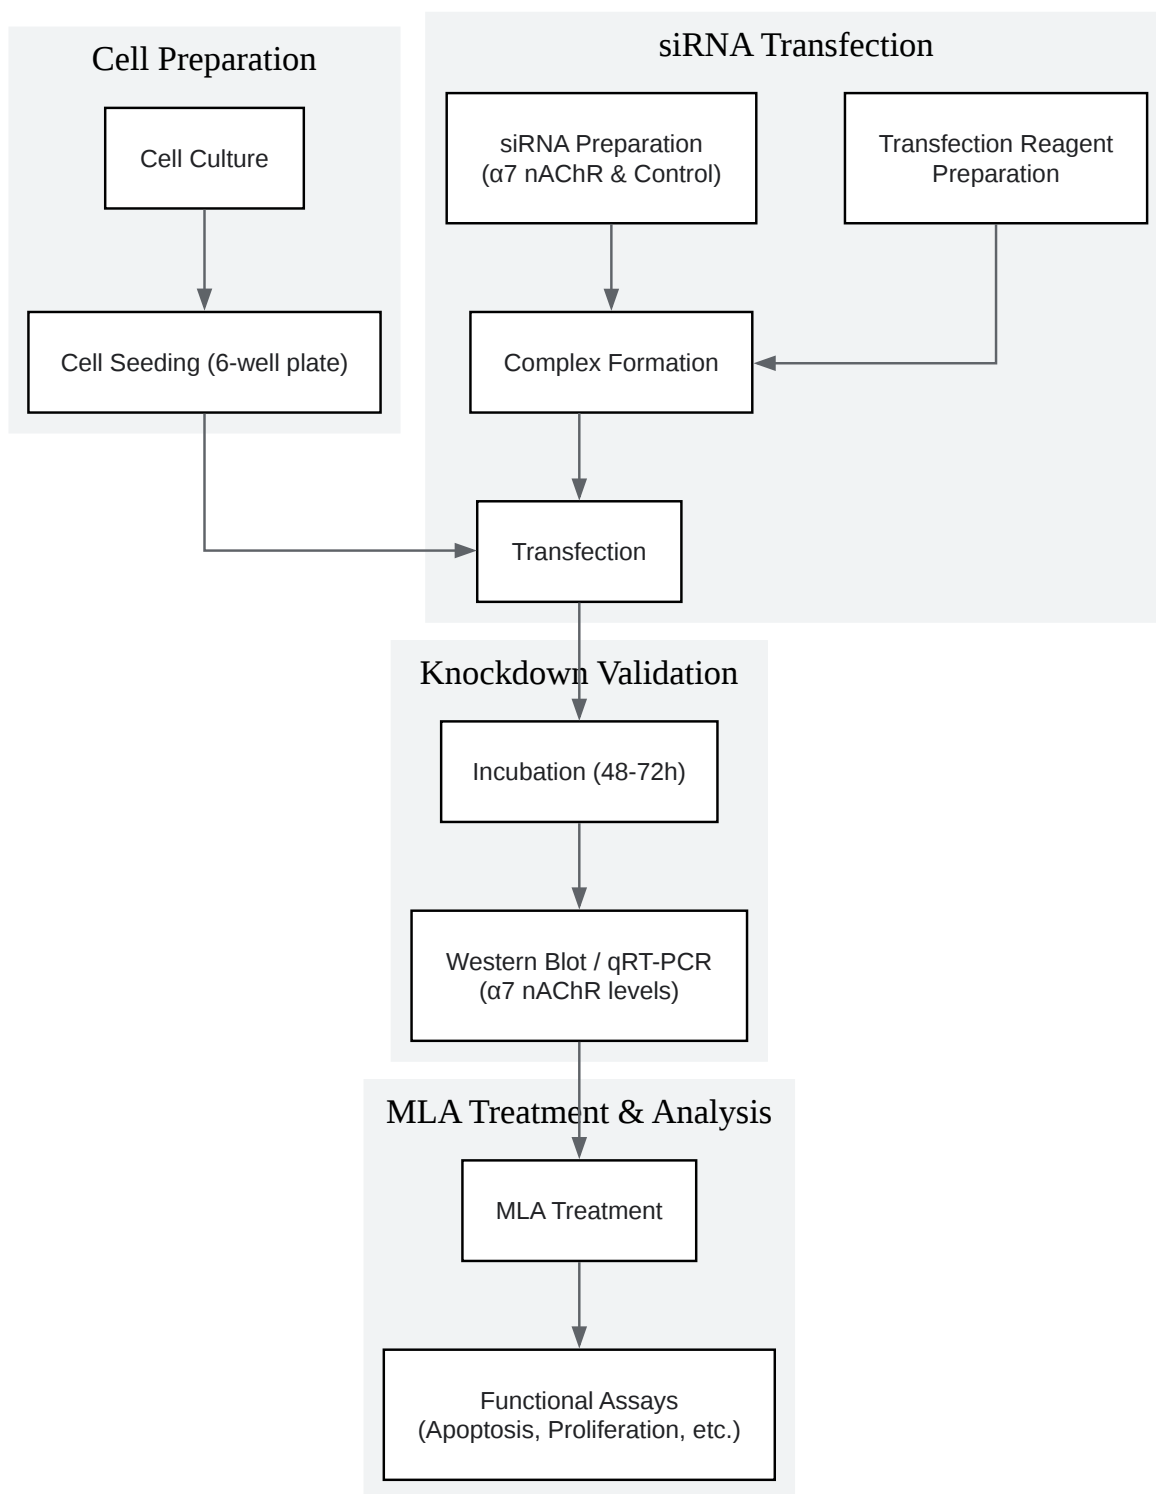 Cell Preparation
Cell Culture
Cell Seeding (6-well plate)
siRNA Transfection
siRNA Preparation
(α7 nAChR & Control)
Transfection Reagent
Preparation
Complex Formation
Transfection
Knockdown Validation
Incubation (48-72h)
Western Blot / qRT-PCR
(α7 nAChR levels)
MLA Treatment & Analysis
MLA Treatment
Functional Assays
(Apoptosis, Proliferation, etc.)